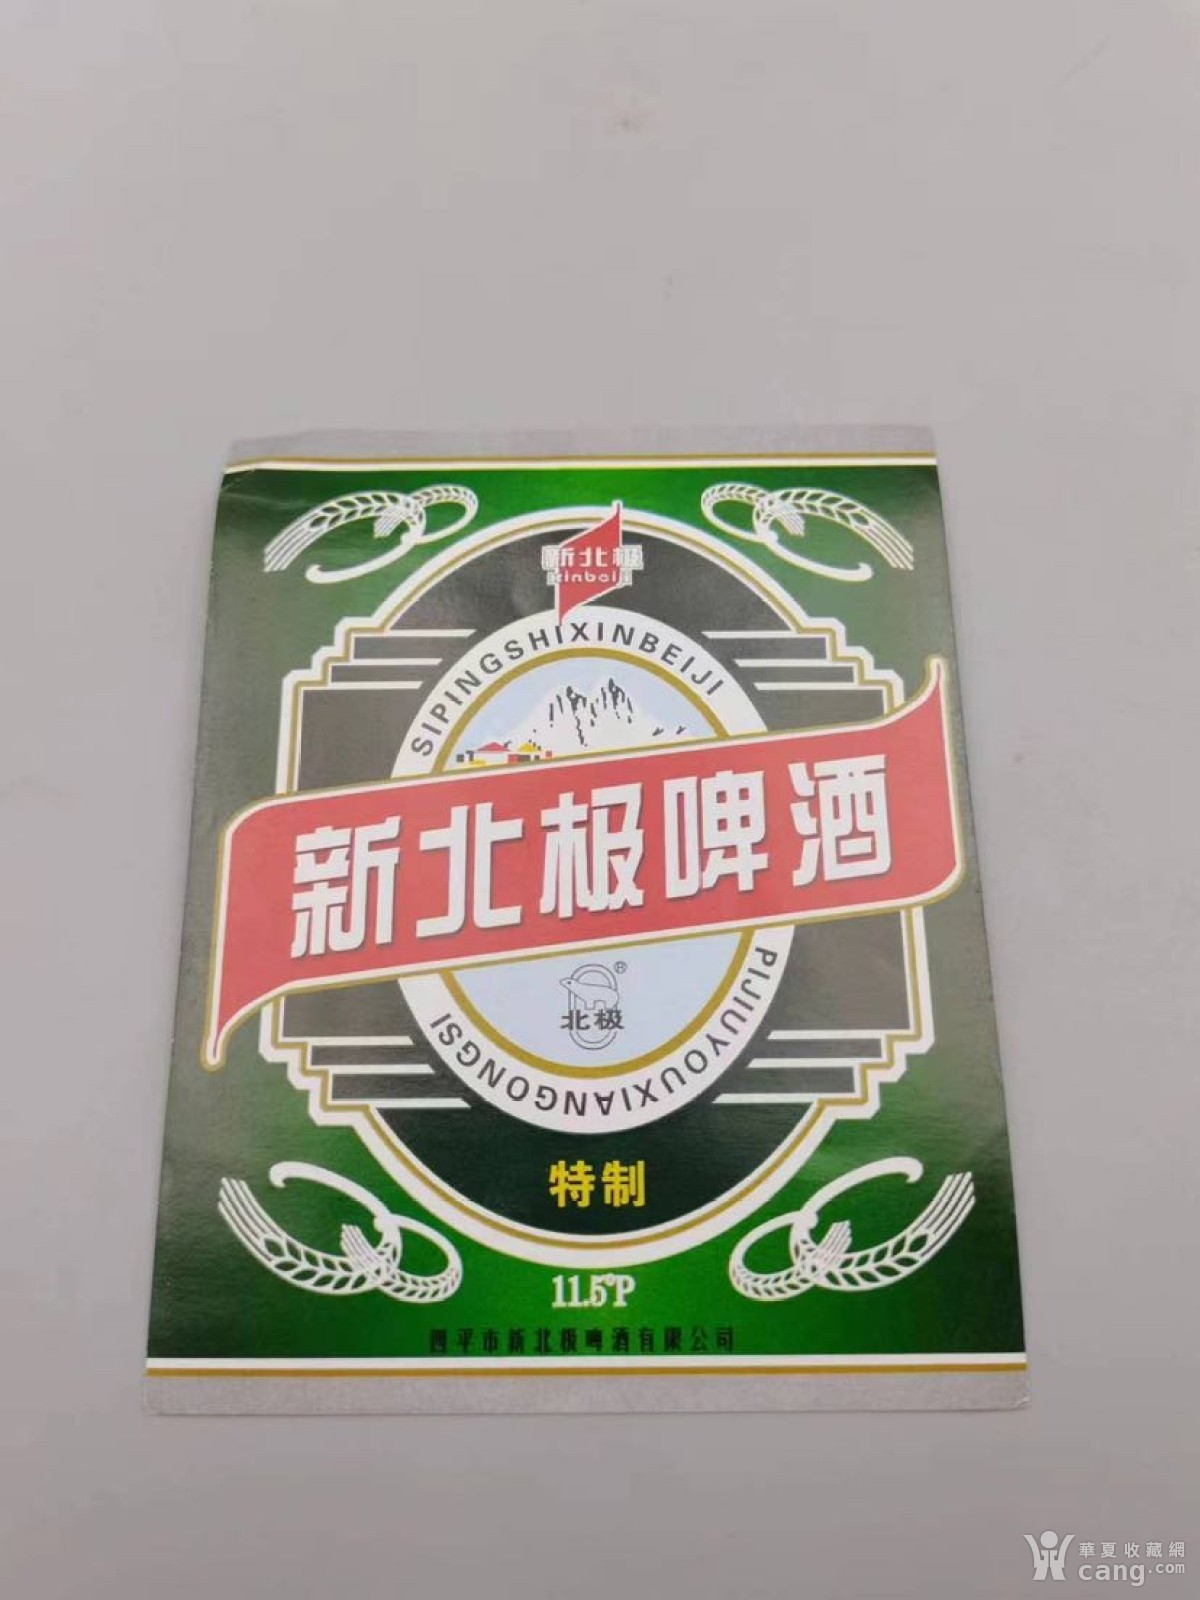 新北极
xinbeiji
SIPINGSHIXINBEIJI
新北极啤酒
®
北极
PIJIUYOUXIANGONGSI
特制
11.5°P
四平市新北极啤酒有限公司
華夏收藏網
cang.com